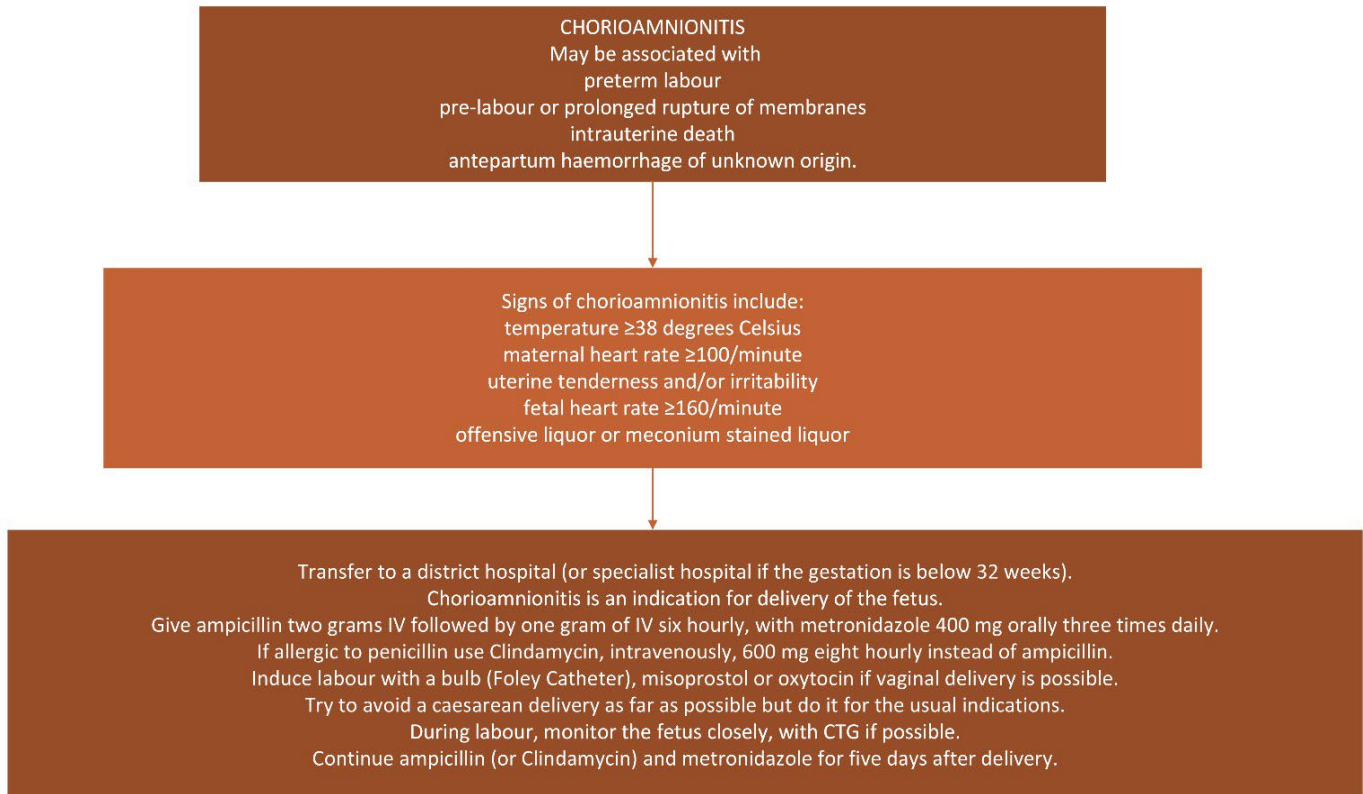 CHORIOAMNIONITIS
May be associated with
preterm labour
pre-labour or prolonged rupture of membranes
intrauterine death
antepartum haemorrhage of unknown origin.
Signs of chorioamnionitis include:
temperature ≥38 degrees Celsius
maternal heart rate ≥100/minute
uterine tenderness and/or irritability
fetal heart rate ≥160/minute
offensive liquor or meconium stained liquor
Transfer to a district hospital (or specialist hospital if the gestation is below 32 weeks).
Chorioamnionitis is an indication for delivery of the fetus.
Give ampicillin two grams IV followed by one gram of IV six hourly, with metronidazole 400 mg orally three times daily.
If allergic to penicillin use Clindamycin, intravenously, 600 mg eight hourly instead of ampicillin.
Induce labour with a bulb (Foley Catheter), misoprostol or oxytocin if vaginal delivery is possible.
Try to avoid a caesarean delivery as far as possible but do it for the usual indications.
During labour, monitor the fetus closely, with CTG if possible.
Continue ampicillin (or Clindamycin) and metronidazole for five days after delivery.